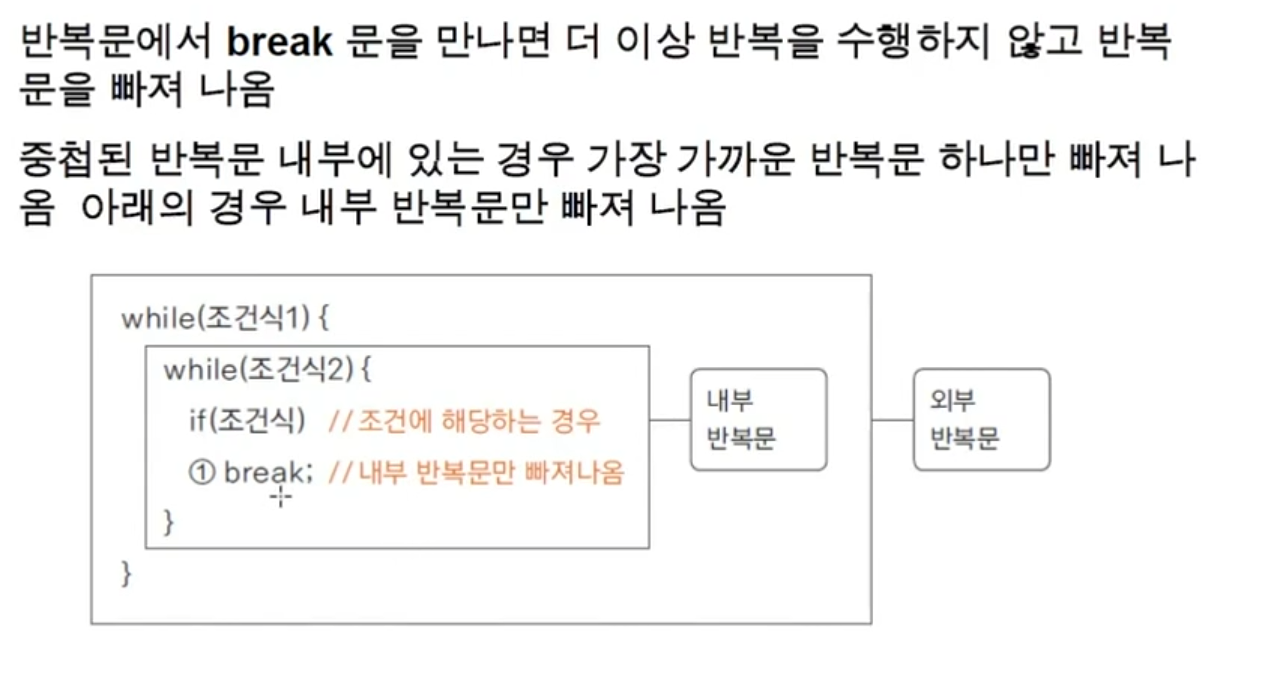 반복문에서 break 문을 만나면 더 이상 반복을 수행하지 않고 반복
문을 빠져 나옴
중첩된 반복문 내부에 있는 경우 가장 가까운 반복문 하나만 빠져 나
옴 아래의 경우 내부 반복문만 빠져 나옴
while(조건식1) {
while(조건식2) {
if(조건식) // 조건에 해당하는 경우
① break; // 내부 반복문만 빠져나옴
}
}
내부
반복문
외부
반복문